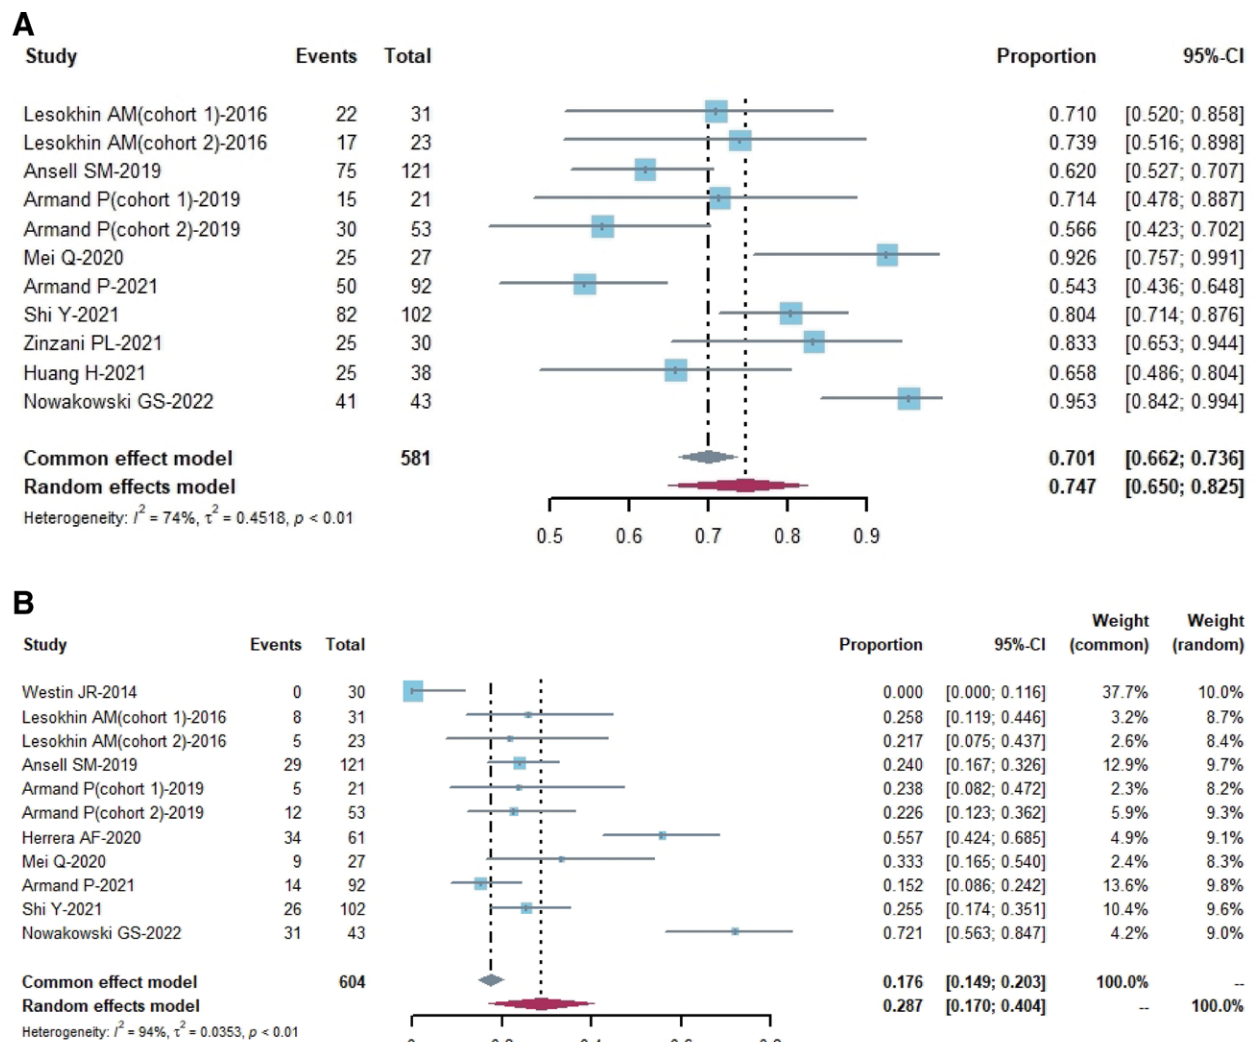 A
Study Events Total Proportion 95%-CI
Lesokhin AM(cohort 1)-2016 22 31 0.710 [0.520; 0.858]
Lesokhin AM(cohort 2)-2016 17 23 0.739 [0.516; 0.898]
Ansell SM-2019 75 121 0.620 [0.527; 0.707]
Armand P(cohort 1)-2019 15 21 0.714 [0.478; 0.887]
Armand P(cohort 2)-2019 30 53 0.566 [0.423; 0.702]
Mei Q-2020 25 27 0.926 [0.757; 0.991]
Armand P-2021 50 92 0.543 [0.436; 0.648]
Shi Y-2021 82 102 0.804 [0.714; 0.876]
Zinzani PL-2021 25 30 0.833 [0.653; 0.944]
Huang H-2021 25 38 0.658 [0.486; 0.804]
Nowakowski GS-2022 41 43 0.953 [0.842; 0.994]
Common effect model 581 0.701 [0.662; 0.736]
Random effects model 0.747 [0.650; 0.825]
Heterogeneity: I² = 74%, τ² = 0.4518, p < 0.01
0.5 0.6 0.7 0.8 0.9
B
Weight Weight
Study Events Total Proportion 95%-CI (common) (random)
Westin JR-2014 0 30 0.000 [0.000; 0.116] 37.7% 10.0%
Lesokhin AM(cohort 1)-2016 8 31 0.258 [0.119; 0.446] 3.2% 8.7%
Lesokhin AM(cohort 2)-2016 5 23 0.217 [0.075; 0.437] 2.6% 8.4%
Ansell SM-2019 29 121 0.240 [0.167; 0.326] 12.9% 9.7%
Armand P(cohort 1)-2019 5 21 0.238 [0.082; 0.472] 2.3% 8.2%
Armand P(cohort 2)-2019 12 53 0.226 [0.123; 0.362] 5.9% 9.3%
Herrera AF-2020 34 61 0.557 [0.424; 0.685] 4.9% 9.1%
Mei Q-2020 9 27 0.333 [0.165; 0.540] 2.4% 8.3%
Armand P-2021 14 92 0.152 [0.086; 0.242] 13.6% 9.8%
Shi Y-2021 26 102 0.255 [0.174; 0.351] 10.4% 9.6%
Nowakowski GS-2022 31 43 0.721 [0.563; 0.847] 4.2% 9.0%
Common effect model 604 0.176 [0.149; 0.203] 100.0% --
Random effects model 0.287 [0.170; 0.404] -- 100.0%
Heterogeneity: I² = 94%, τ² = 0.0353, p < 0.01